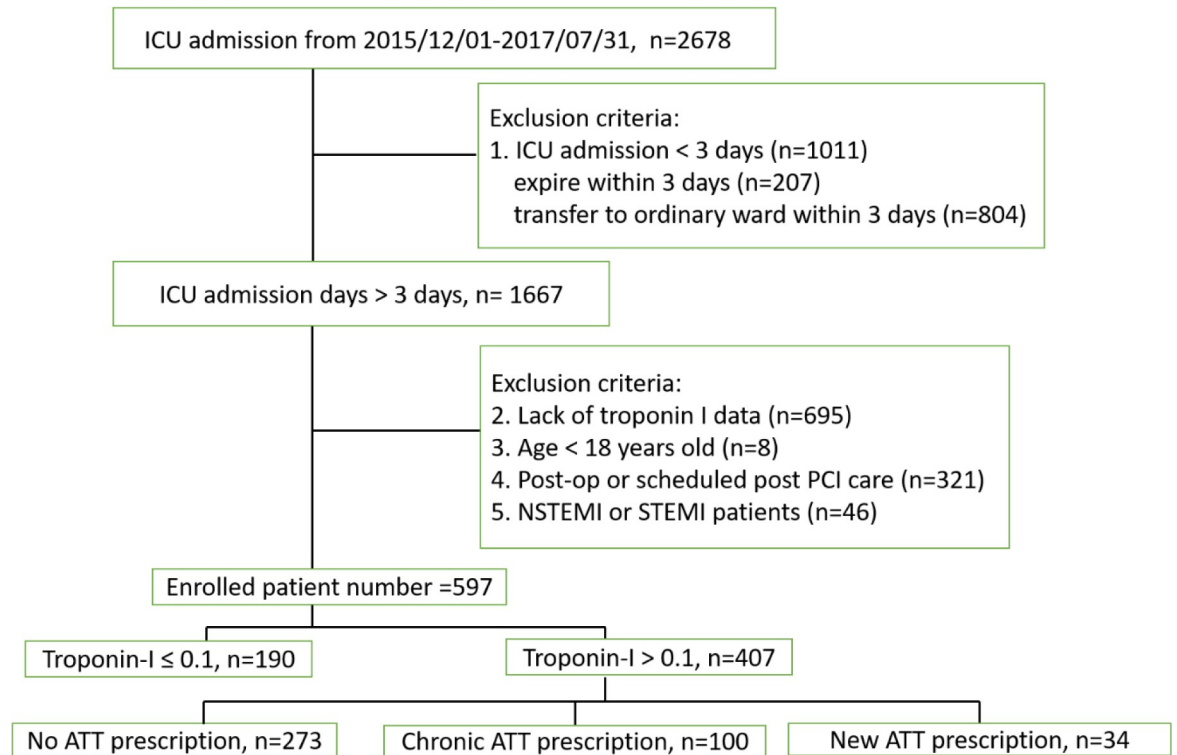 ICU admission from 2015/12/01-2017/07/31, n=2678
Exclusion criteria:
1. ICU admission < 3 days (n=1011)
expire within 3 days (n=207)
transfer to ordinary ward within 3 days (n=804)
ICU admission days > 3 days, n= 1667
Exclusion criteria:
2. Lack of troponin I data (n=695)
3. Age < 18 years old (n=8)
4. Post-op or scheduled post PCI care (n=321)
5. NSTEMI or STEMI patients (n=46)
Enrolled patient number =597
Troponin-I ≤ 0.1, n=190
Troponin-I > 0.1, n=407
No ATT prescription, n=273
Chronic ATT prescription, n=100
New ATT prescription, n=34